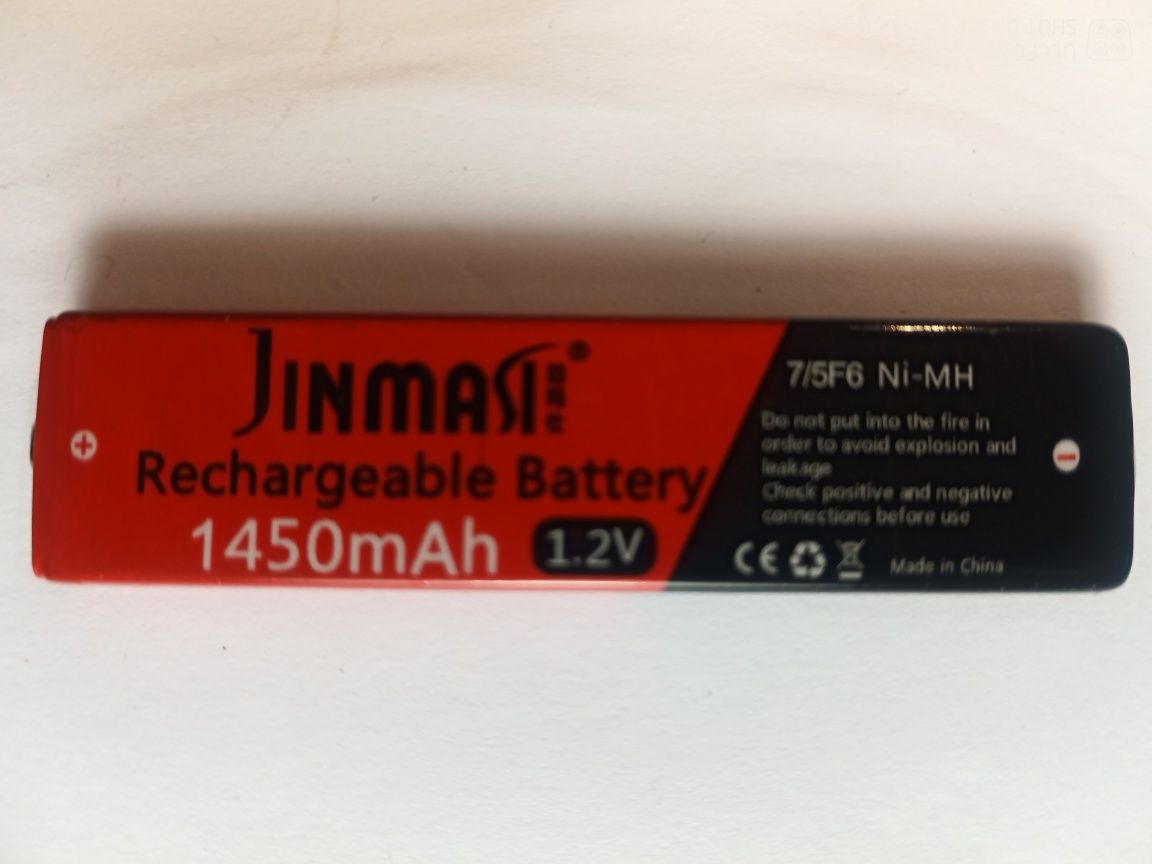 JINMASI®
Rechargeable Battery
1450mAh 1.2V
7/5F6 Ni-MH
Do not put into the fire in
order to avoid explosion and
leakage
Check positive and negative
connections before use
CE
Made in China